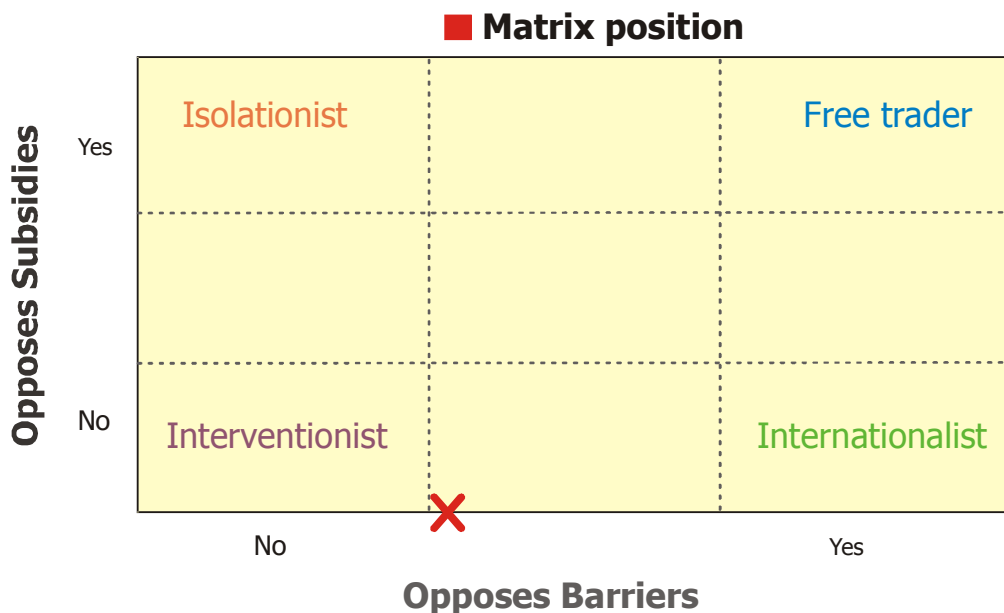 Matrix position
Isolationist
Free trader
Yes
Opposes Subsidies
No
Interventionist
Internationalist
No
Yes
Opposes Barriers